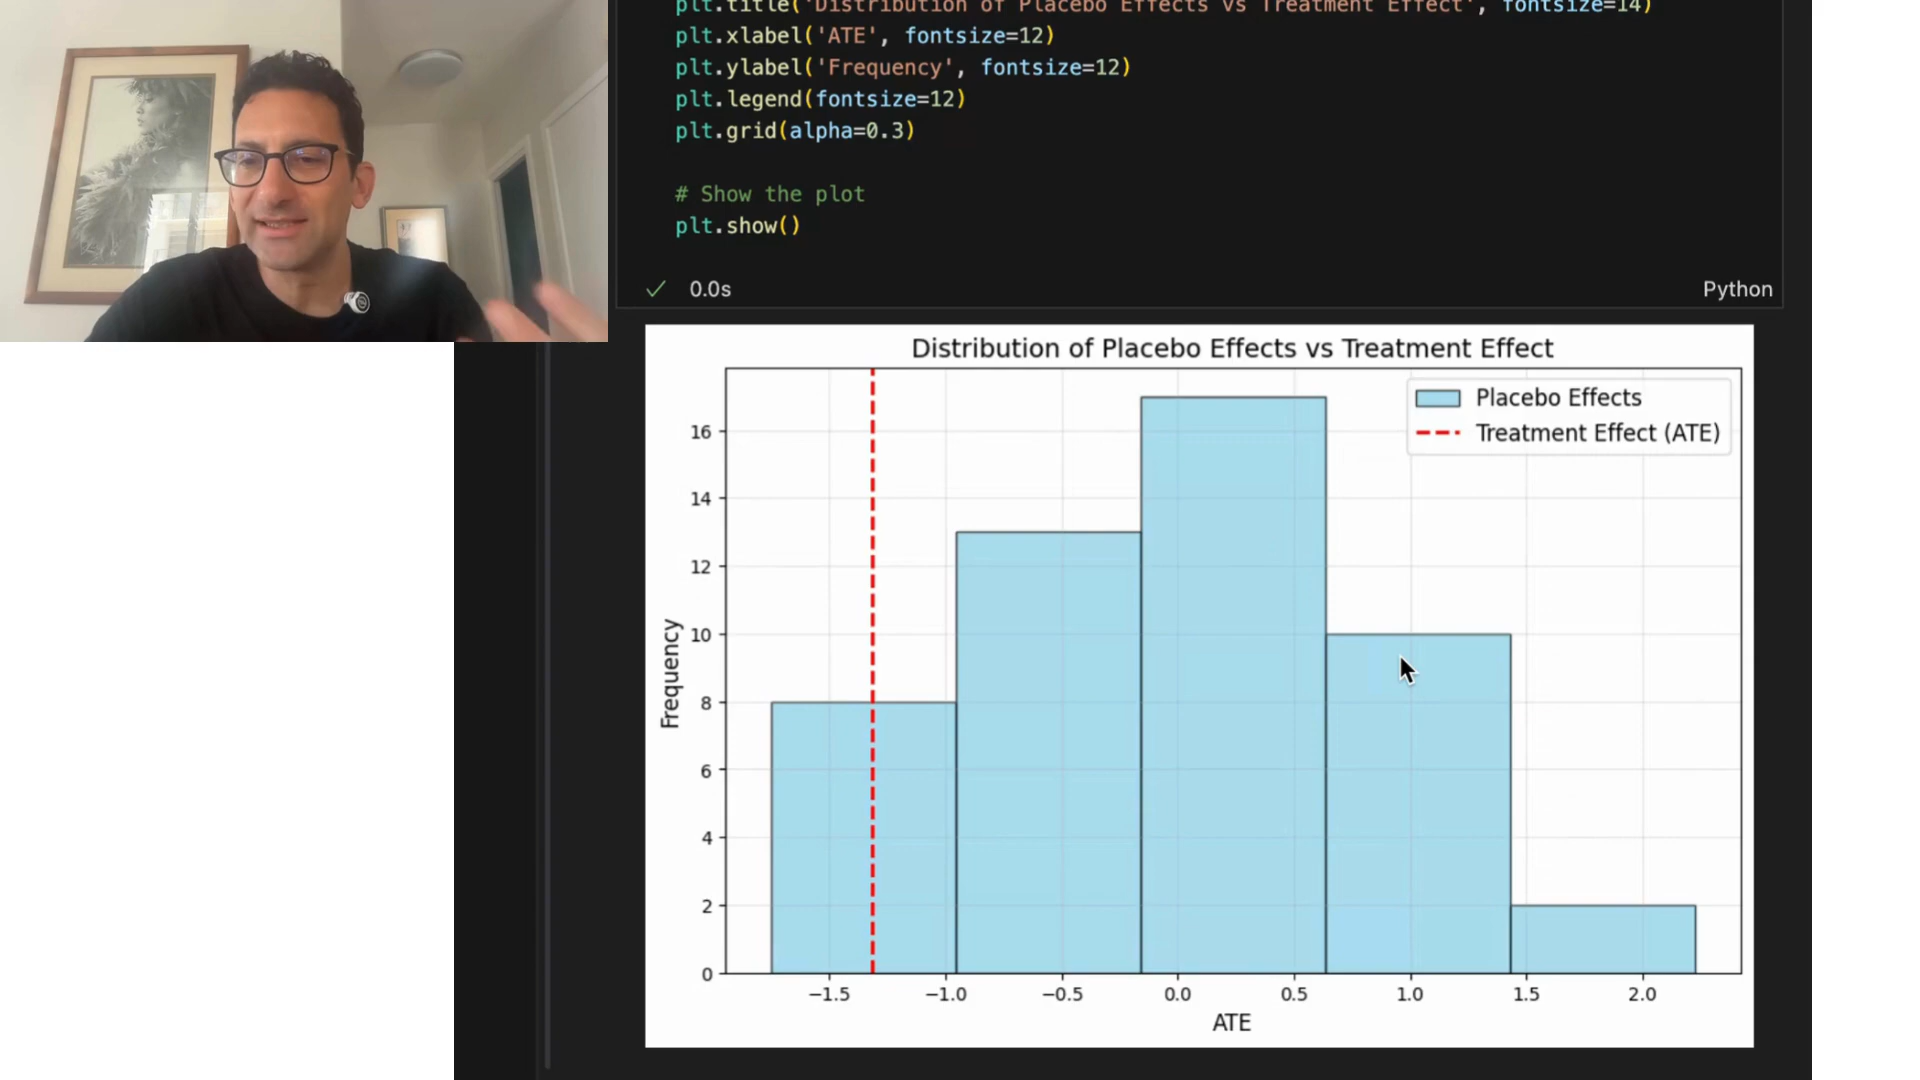 plt.title('Distribution of Placebo Effects vs Treatment Effect', fontsize=14)
plt.xlabel('ATE', fontsize=12)
plt.ylabel('Frequency', fontsize=12)
plt.legend(fontsize=12)
plt.grid(alpha=0.3)
# Show the plot
plt.show()
0.0s
Python
Distribution of Placebo Effects vs Treatment Effect
Placebo Effects
Treatment Effect (ATE)
16
14
12
10
8
6
4
2
0
Frequency
−1.5 −1.0 −0.5 0.0 0.5 1.0 1.5 2.0
ATE